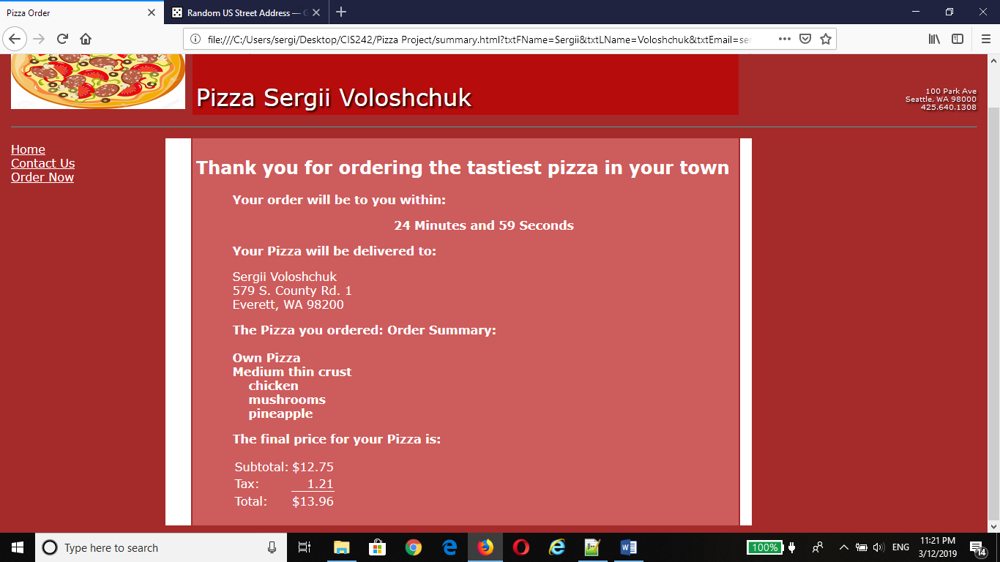 Pizza Order
Random US Street Address — G
file:///C:/Users/sergi/Desktop/CIS242/Pizza Project/summary.html?txtFName=Sergii&txtLName=Voloshchuk&txtEmail=ser
Pizza Sergii Voloshchuk
100 Park Ave
Seattle, WA 98000
425.640.1308
Home
Contact Us
Order Now
Thank you for ordering the tastiest pizza in your town
Your order will be to you within:
24 Minutes and 59 Seconds
Your Pizza will be delivered to:
Sergii Voloshchuk
579 S. County Rd. 1
Everett, WA 98200
The Pizza you ordered: Order Summary:
Own Pizza
Medium thin crust
chicken
mushrooms
pineapple
The final price for your Pizza is:
Subtotal: $12.75
Tax: 1.21
Total: $13.96
Type here to search
100%
ENG
11:21 PM
3/12/2019
14